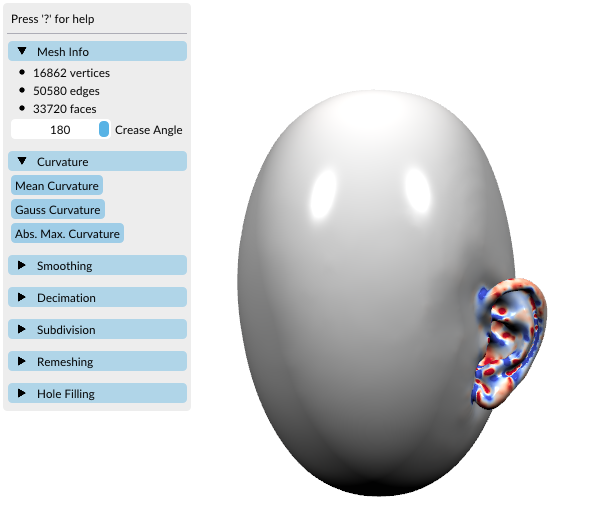 Press '?' for help
Mesh Info
16862 vertices
50580 edges
33720 faces
180 Crease Angle
Curvature
Mean Curvature
Gauss Curvature
Abs. Max. Curvature
Smoothing
Decimation
Subdivision
Remeshing
Hole Filling